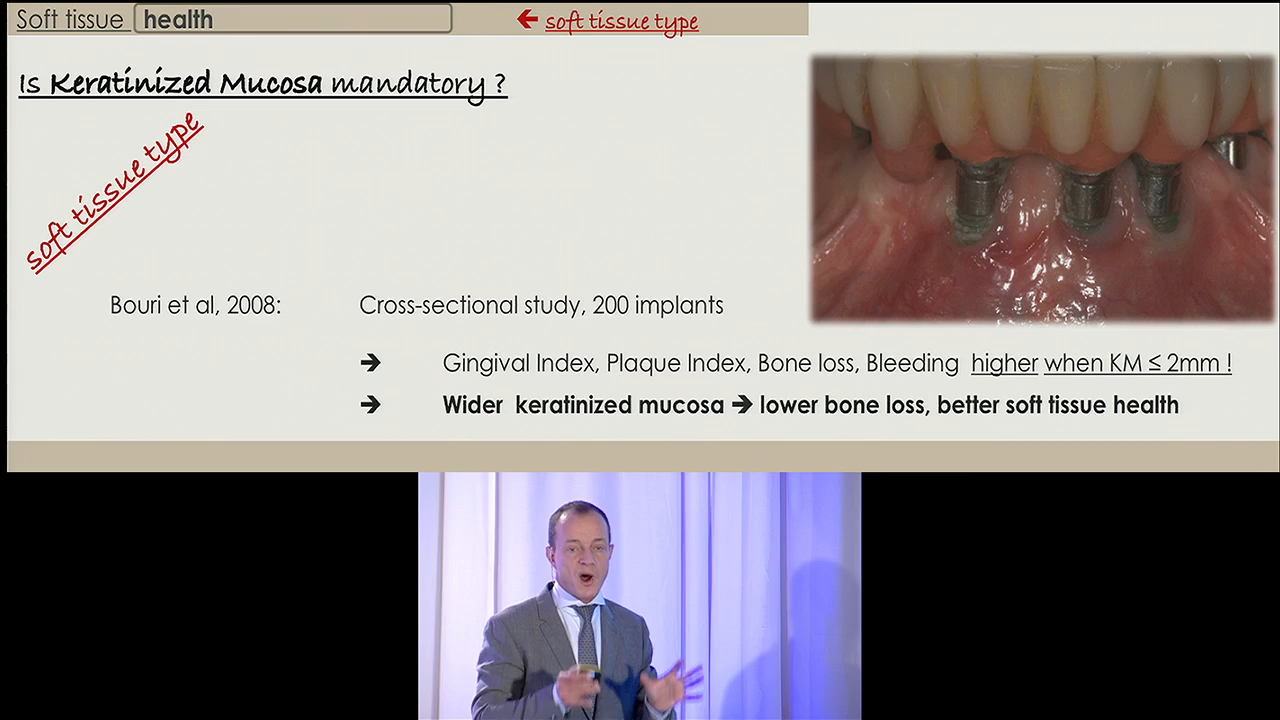 Soft tissue health ← soft tissue type
Is Keratinized Mucosa mandatory ?
soft tissue type
Bouri et al, 2008: Cross-sectional study, 200 implants
➔ Gingival Index, Plaque Index, Bone loss, Bleeding higher when KM ≤ 2mm !
➔ Wider keratinized mucosa ➔ lower bone loss, better soft tissue health